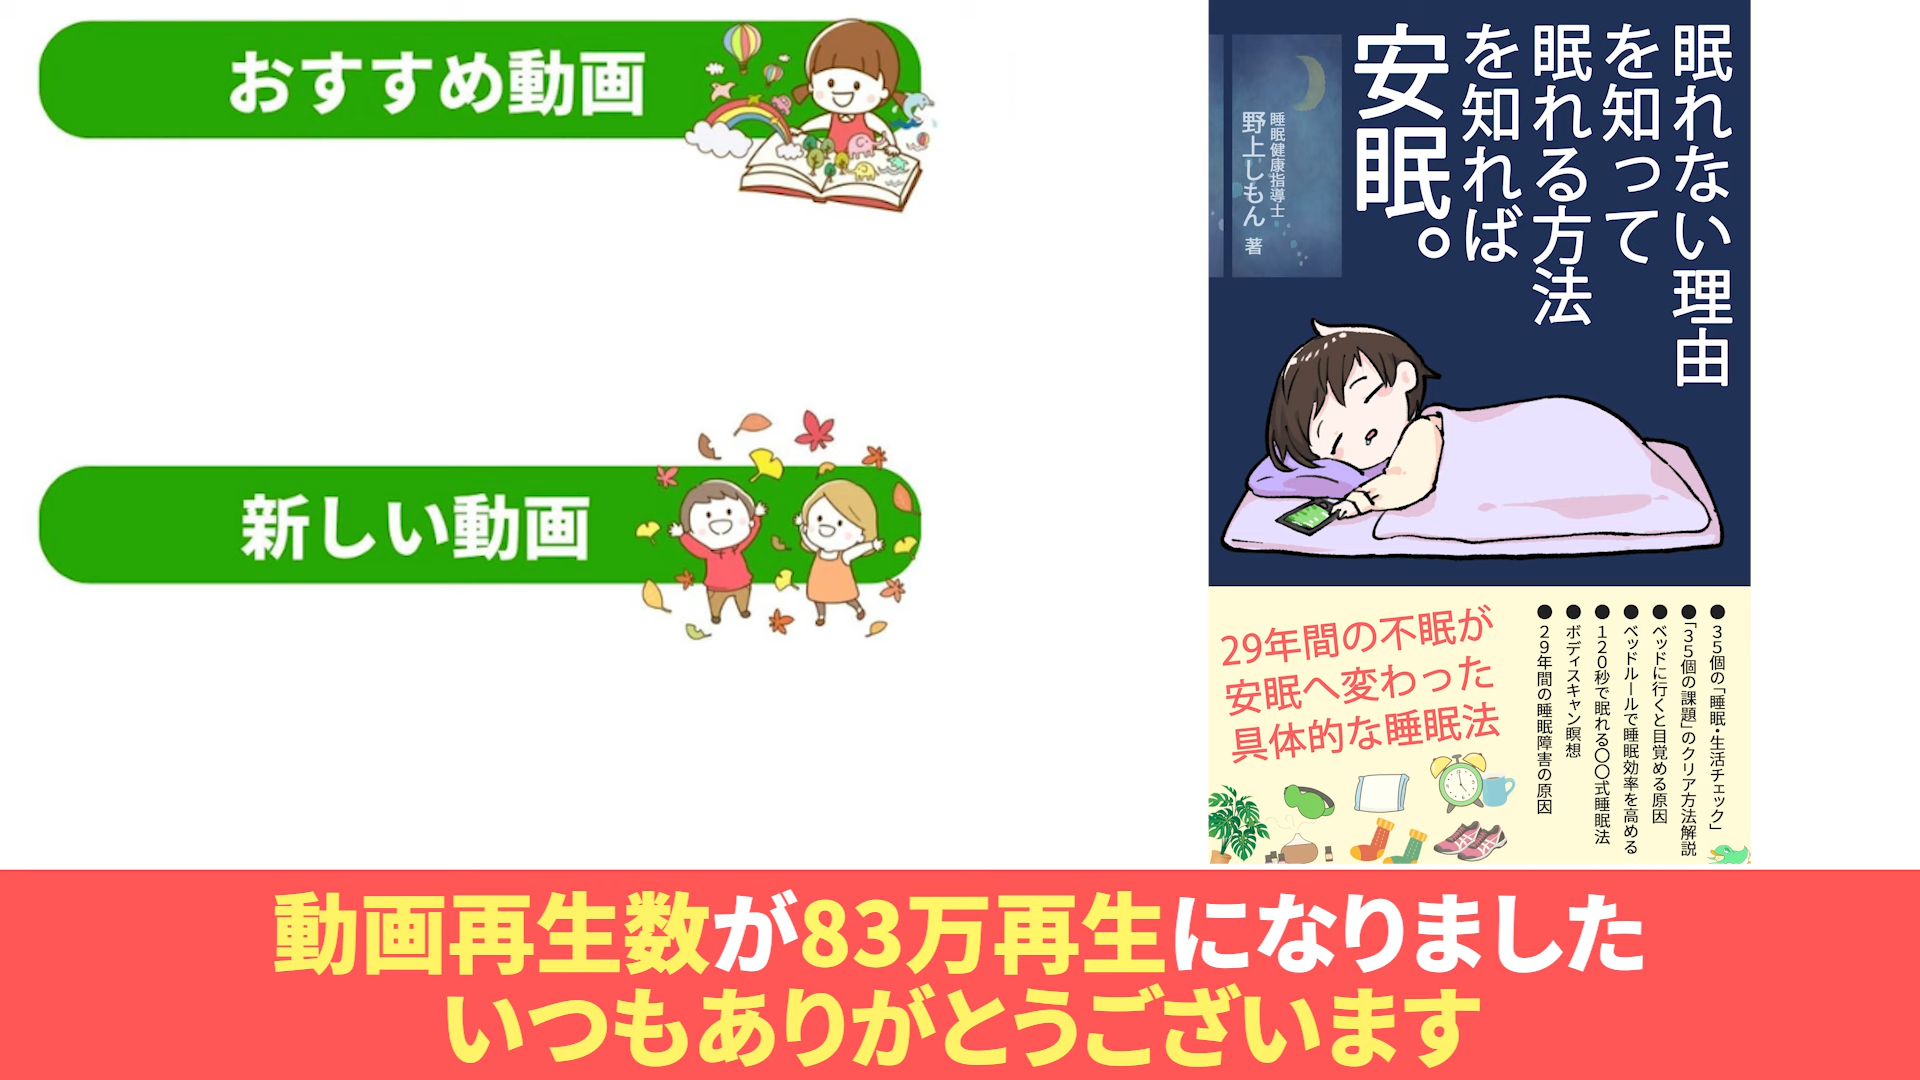 おすすめ動画
新しい動画
眠れない理由
を知って
眠れる方法
を知れば
安眠。
睡眠健康指導士
野上しもん 著
29年間の不眠が
安眠へ変わった
具体的な睡眠法
●35個の「睡眠・生活チェック」
●「35個の課題」のクリア方法解説
●ベッドに行くと目覚める原因
●ベッドルールで睡眠効率を高める
●120秒で眠れる〇〇式睡眠法
●ボディスキャン瞑想
●29年間の睡眠障害の原因
動画再生数が83万再生になりました
いつもありがとうございます